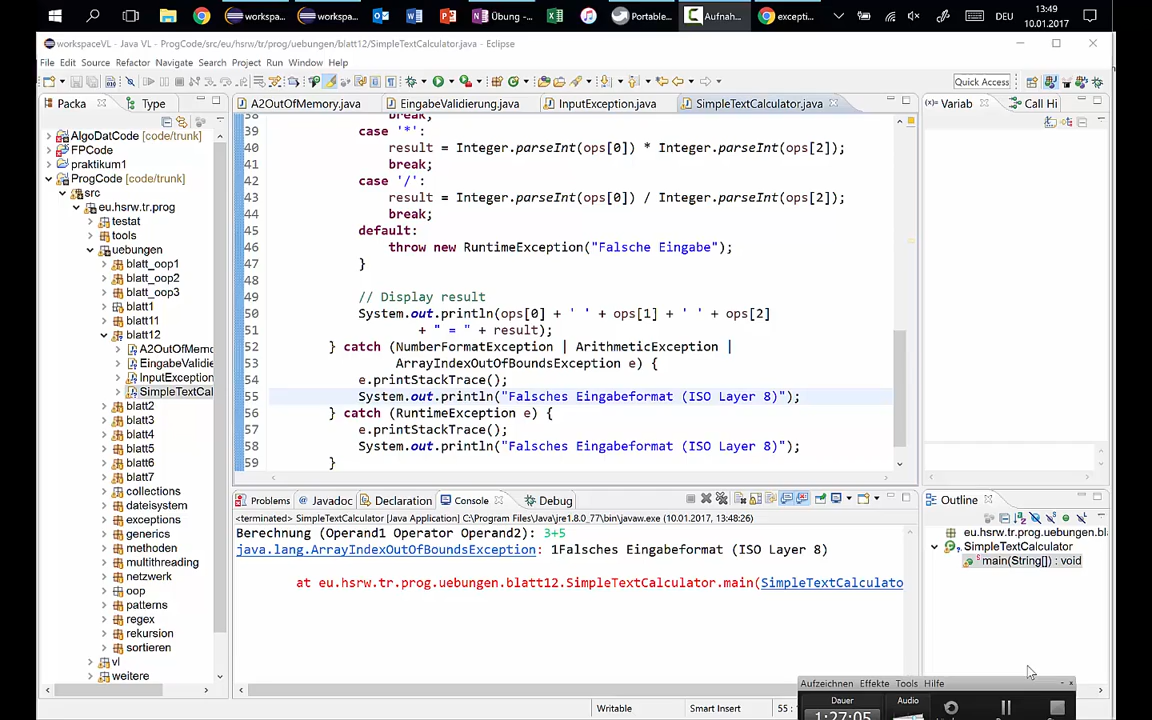 workspa...
workspa...
Übung -...
Portable...
Aufnah...
excepti...
DEU
13:49
10.01.2017
workspaceVL - Java VL - ProgCode/src/eu/hsrw/tr/prog/uebungen/blatt12/SimpleTextCalculator.java - Eclipse
File Edit Source Refactor Navigate Search Project Run Window Help
Quick Access
Packa
Type
A2OutOfMemory.java
EingabeValidierung.java
InputException.java
SimpleTextCalculator.java
Variab
Call Hi
AlgoDatCode [code/trunk]
FPCode
praktikum1
ProgCode [code/trunk]
src
eu.hsrw.tr.prog
testat
tools
uebungen
blatt_oop1
blatt_oop2
blatt_oop3
blatt1
blatt11
blatt12
A2OutOfMemo
EingabeValidie
InputException
SimpleTextCal
blatt2
blatt3
blatt4
blatt5
blatt6
blatt7
collections
dateisystem
exceptions
generics
methoden
multithreading
netzwerk
oop
patterns
regex
rekursion
sortieren
vl
weitere
38 break;
39 case '*':
40 result = Integer.parseInt(ops[0]) * Integer.parseInt(ops[2]);
41 break;
42 case '/':
43 result = Integer.parseInt(ops[0]) / Integer.parseInt(ops[2]);
44 break;
45 default:
46 throw new RuntimeException("Falsche Eingabe");
47 }
48
49 // Display result
50 System.out.println(ops[0] + ' ' + ops[1] + ' ' + ops[2]
51 + " = " + result);
52 } catch (NumberFormatException | ArithmeticException |
53 ArrayIndexOutOfBoundsException e) {
54 e.printStackTrace();
55 System.out.println("Falsches Eingabeformat (ISO Layer 8)");
56 } catch (RuntimeException e) {
57 e.printStackTrace();
58 System.out.println("Falsches Eingabeformat (ISO Layer 8)");
59 }
Problems
Javadoc
Declaration
Console
Debug
<terminated> SimpleTextCalculator [Java Application] C:\Program Files\Java\jre1.8.0_77\bin\javaw.exe (10.01.2017, 13:48:26)
Berechnung (Operand1 Operator Operand2): 3+5
java.lang.ArrayIndexOutOfBoundsException: 1Falsches Eingabeformat (ISO Layer 8)
at eu.hsrw.tr.prog.uebungen.blatt12.SimpleTextCalculator.main(SimpleTextCalculato
Outline
eu.hsrw.tr.prog.uebungen.bla
SimpleTextCalculator
main(String[]) : void
Writable
Smart Insert
55 :
Aufzeichnen Effekte Tools Hilfe
Dauer
1:27:05
Audio